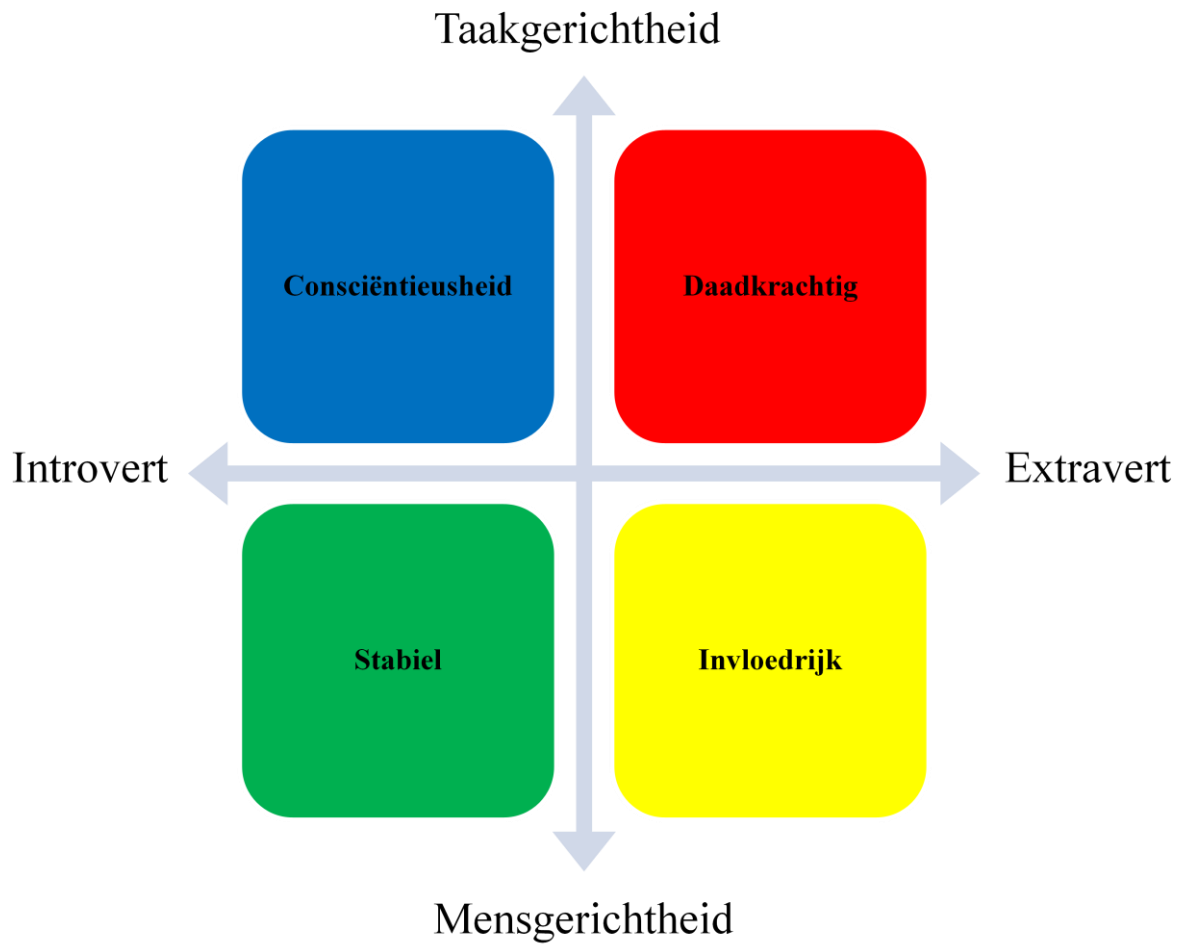 Taakgerichtheid
Consciëntieusheid
Daadkrachtig
Introvert
Extravert
Stabiel
Invloedrijk
Mensgerichtheid